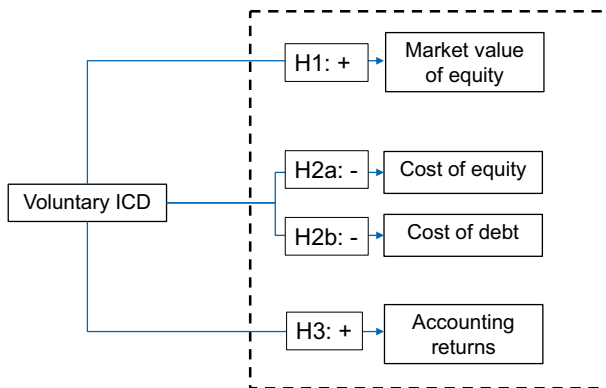 H1: +
Market value
of equity
H2a: -
Cost of equity
Voluntary ICD
H2b: -
Cost of debt
H3: +
Accounting
returns